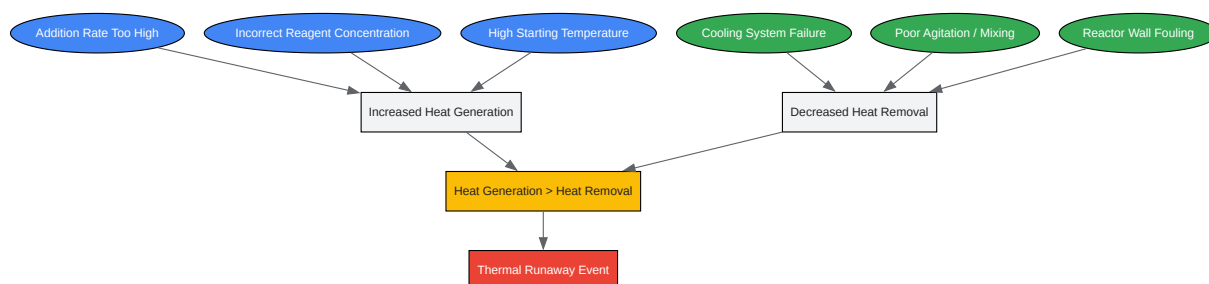 Addition Rate Too High
Incorrect Reagent Concentration
High Starting Temperature
Cooling System Failure
Poor Agitation / Mixing
Reactor Wall Fouling
Increased Heat Generation
Decreased Heat Removal
Heat Generation > Heat Removal
Thermal Runaway Event